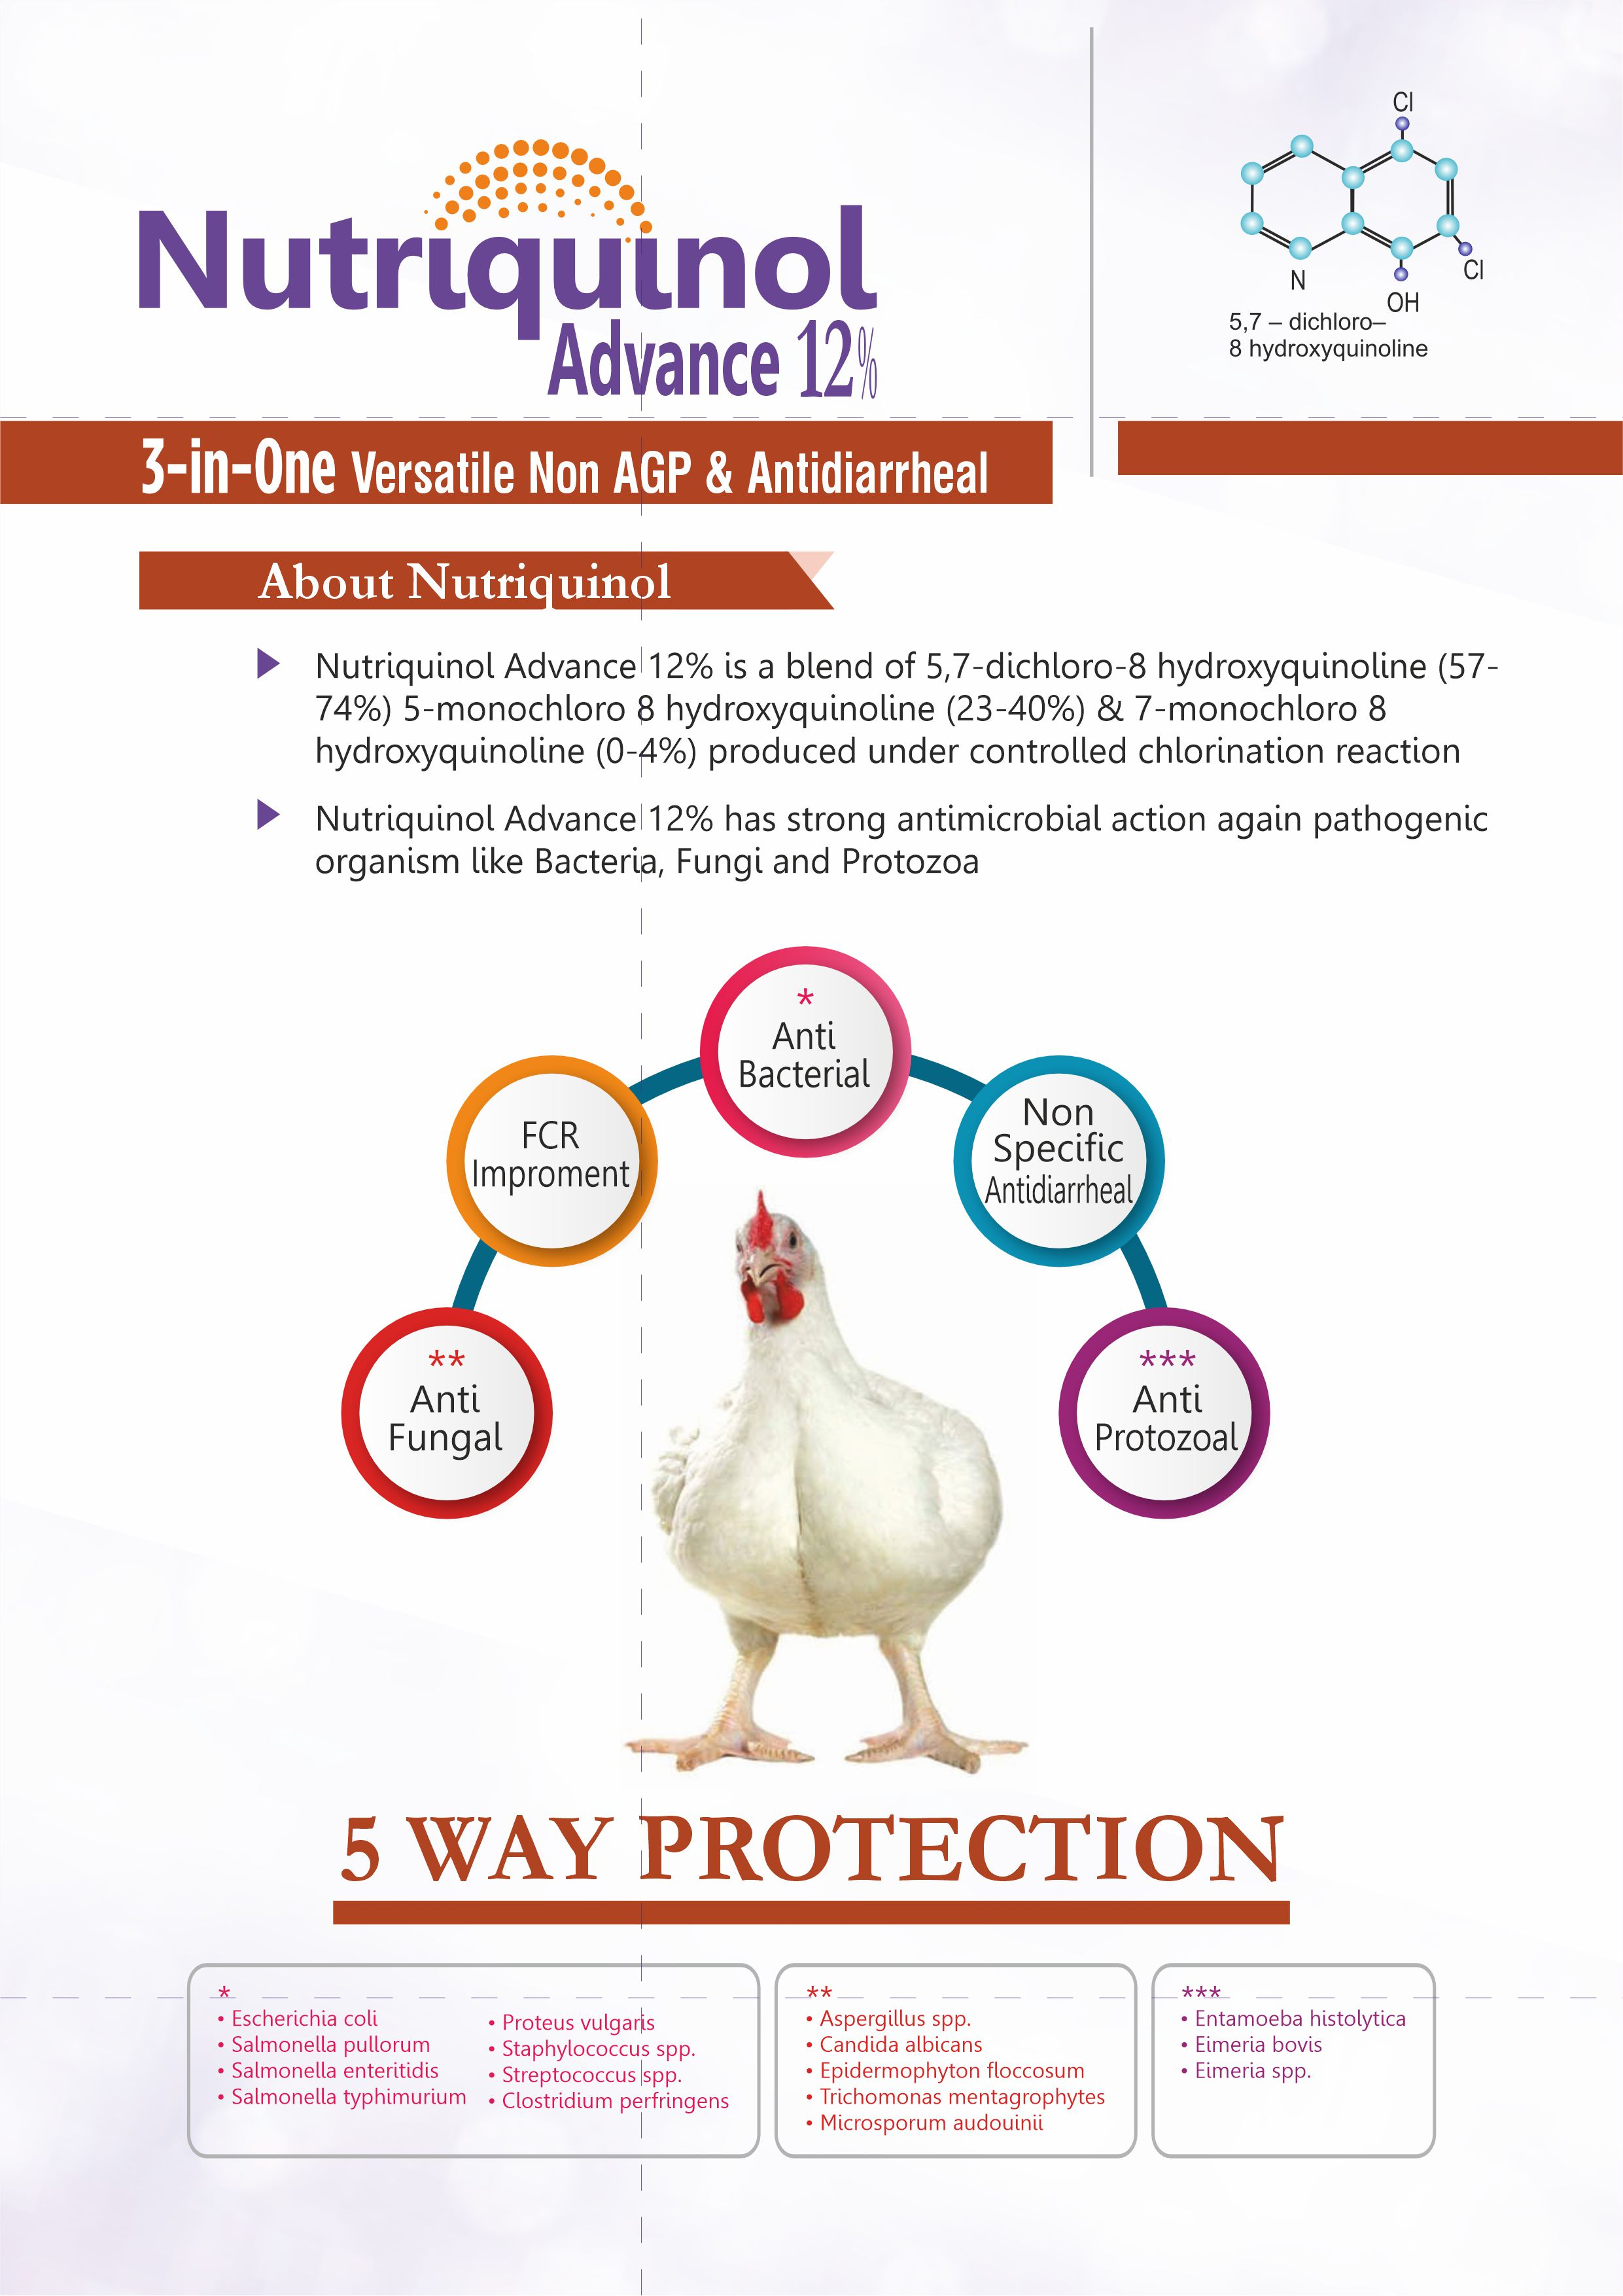 Nutriquinol
Advance 12%
Cl
Cl
N
OH
5,7 – dichloro–
8 hydroxyquinoline
3-in-One Versatile Non AGP & Antidiarrheal
About Nutriquinol
Nutriquinol Advance 12% is a blend of 5,7-dichloro-8 hydroxyquinoline (57-
74%) 5-monochloro 8 hydroxyquinoline (23-40%) & 7-monochloro 8
hydroxyquinoline (0-4%) produced under controlled chlorination reaction
Nutriquinol Advance 12% has strong antimicrobial action again pathogenic
organism like Bacteria, Fungi and Protozoa
*
Anti
Bacterial
FCR
Improment
Non
Specific
Antidiarrheal
**
Anti
Fungal
***
Anti
Protozoal
5 WAY PROTECTION
*
• Escherichia coli
• Salmonella pullorum
• Salmonella enteritidis
• Salmonella typhimurium
• Proteus vulgaris
• Staphylococcus spp.
• Streptococcus spp.
• Clostridium perfringens
**
• Aspergillus spp.
• Candida albicans
• Epidermophyton floccosum
• Trichomonas mentagrophytes
• Microsporum audouinii
***
• Entamoeba histolytica
• Eimeria bovis
• Eimeria spp.